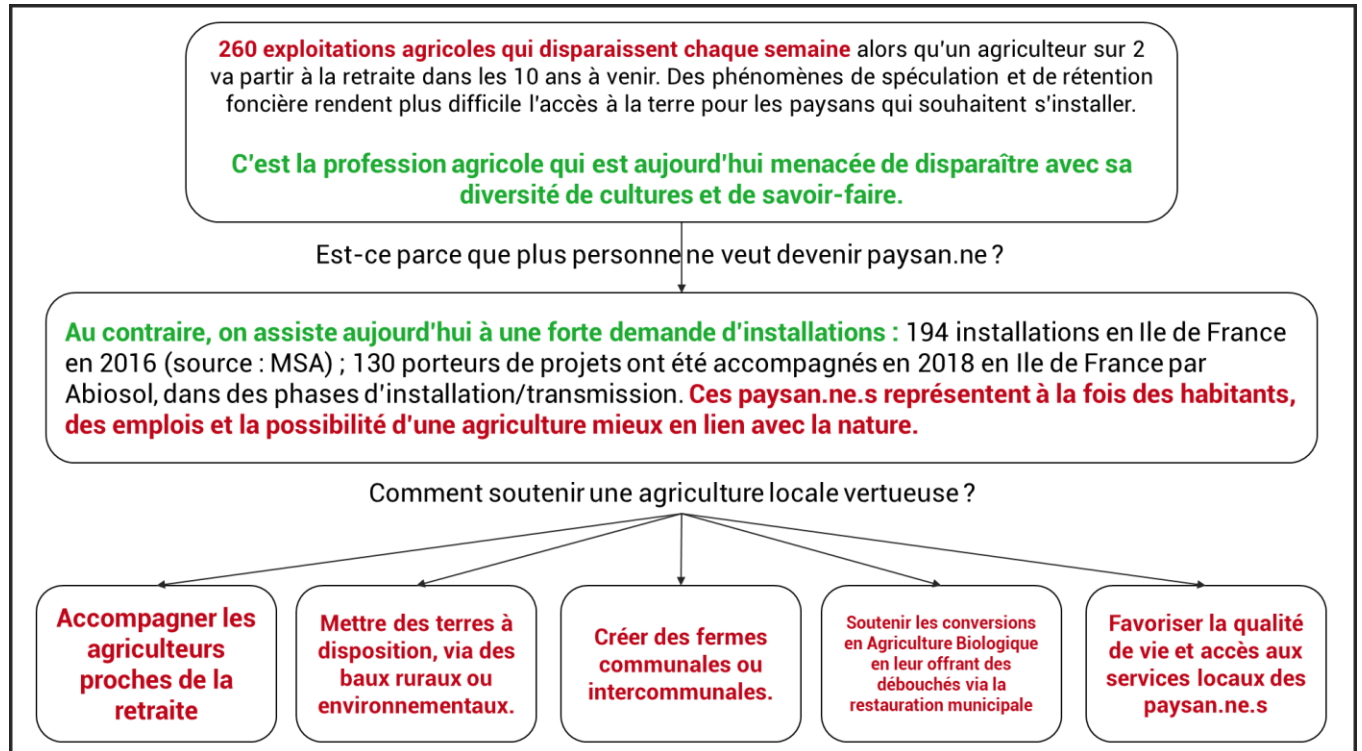 260 exploitations agricoles qui disparaissent chaque semaine alors qu'un agriculteur sur 2
va partir à la retraite dans les 10 ans à venir. Des phénomènes de spéculation et de rétention
foncière rendent plus difficile l'accès à la terre pour les paysans qui souhaitent s'installer.
C'est la profession agricole qui est aujourd'hui menacée de disparaître avec sa
diversité de cultures et de savoir-faire.
Est-ce parce que plus personne ne veut devenir paysan.ne ?
Au contraire, on assiste aujourd'hui à une forte demande d'installations : 194 installations en Ile de France
en 2016 (source : MSA) ; 130 porteurs de projets ont été accompagnés en 2018 en Ile de France par
Abiosol, dans des phases d'installation/transmission. Ces paysan.ne.s représentent à la fois des habitants,
des emplois et la possibilité d'une agriculture mieux en lien avec la nature.
Comment soutenir une agriculture locale vertueuse ?
Accompagner les
agriculteurs
proches de la
retraite
Mettre des terres à
disposition, via des
baux ruraux ou
environnementaux.
Créer des fermes
communales ou
intercommunales.
Soutenir les conversions
en Agriculture Biologique
en leur offrant des
débouchés via la
restauration municipale
Favoriser la qualité
de vie et accès aux
services locaux des
paysan.ne.s